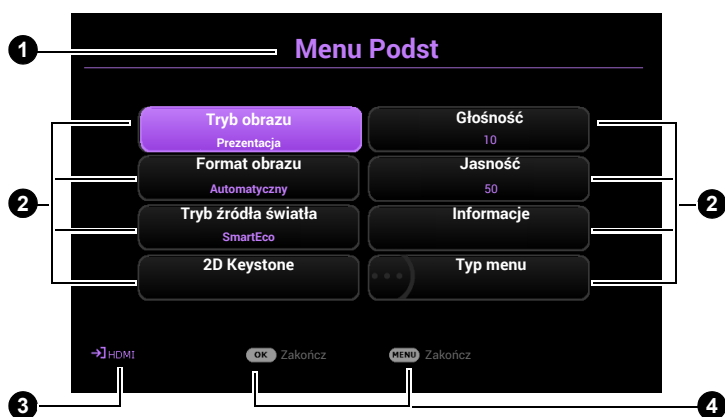 1
Menu Podst
Tryb obrazu
Prezentacja
Głośność
10
Format obrazu
Automatyczny
Jasność
50
2
2
Tryb źródła światła
SmartEco
Informacje
2D Keystone
Typ menu
HDMI
OK Zakończ
MENU Zakończ
3
4